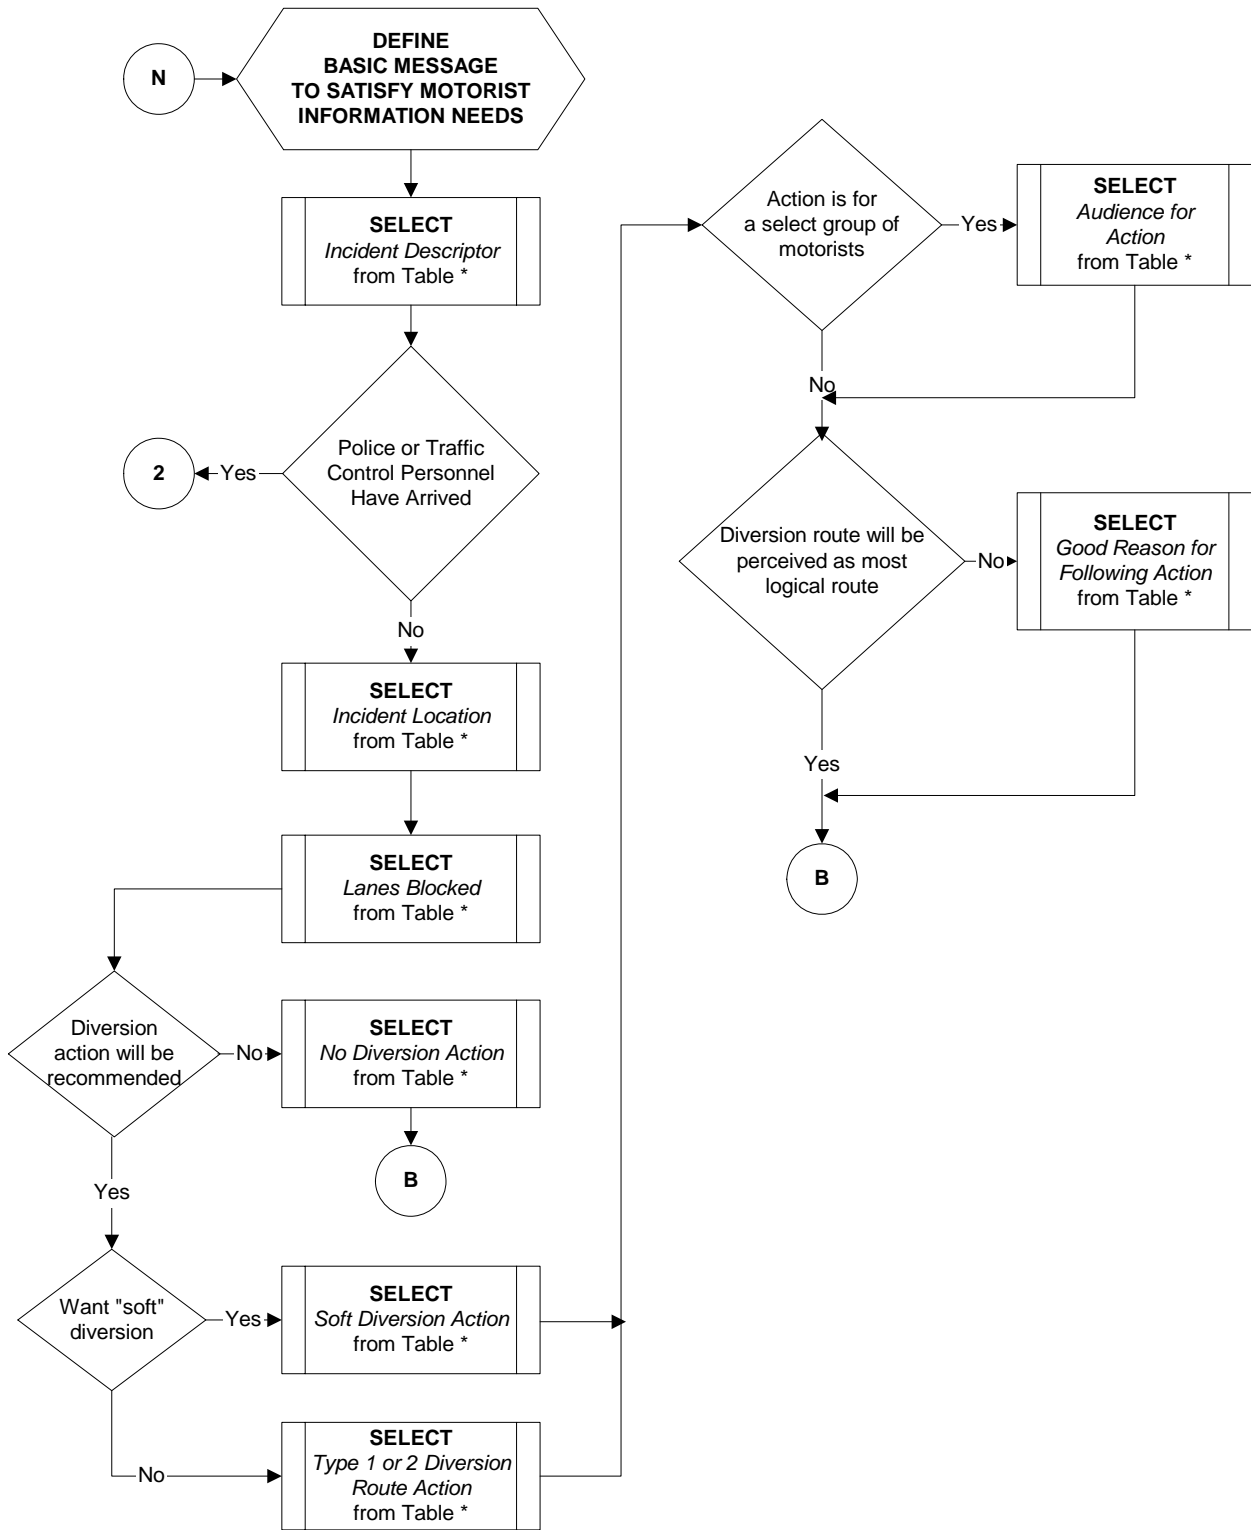 N
DEFINE
BASIC MESSAGE
TO SATISFY MOTORIST
INFORMATION NEEDS
SELECT
Incident Descriptor
from Table *
Police or Traffic
Control Personnel
Have Arrived
Yes
2
No
SELECT
Incident Location
from Table *
SELECT
Lanes Blocked
from Table *
Diversion
action will be
recommended
No
SELECT
No Diversion Action
from Table *
B
Yes
Want "soft"
diversion
Yes
SELECT
Soft Diversion Action
from Table *
No
SELECT
Type 1 or 2 Diversion
Route Action
from Table *
Action is for
a select group of
motorists
Yes
SELECT
Audience for
Action
from Table *
No
Diversion route will be
perceived as most
logical route
No
SELECT
Good Reason for
Following Action
from Table *
Yes
B